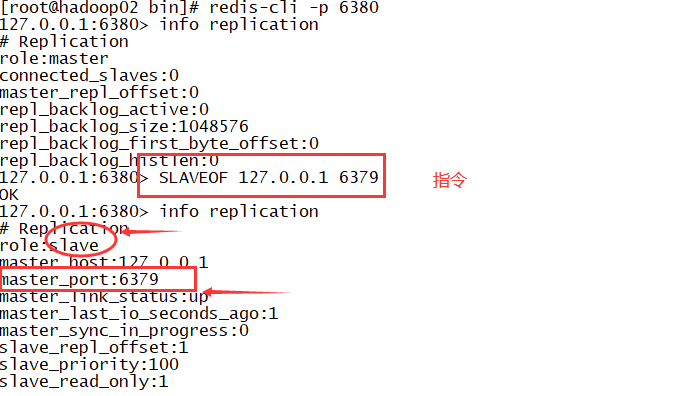 [root@hadoop02 bin]# redis-cli -p 6380
127.0.0.1:6380> info replication
# Replication
role:master
connected_slaves:0
master_repl_offset:0
repl_backlog_active:0
repl_backlog_size:1048576
repl_backlog_first_byte_offset:0
repl_backlog_histlen:0
127.0.0.1:6380> SLAVEOF 127.0.0.1 6379
指令
OK
127.0.0.1:6380> info replication
# Replication
role:slave
master_host:127.0.0.1
master_port:6379
master_link_status:up
master_last_io_seconds_ago:1
master_sync_in_progress:0
slave_repl_offset:1
slave_priority:100
slave_read_only:1